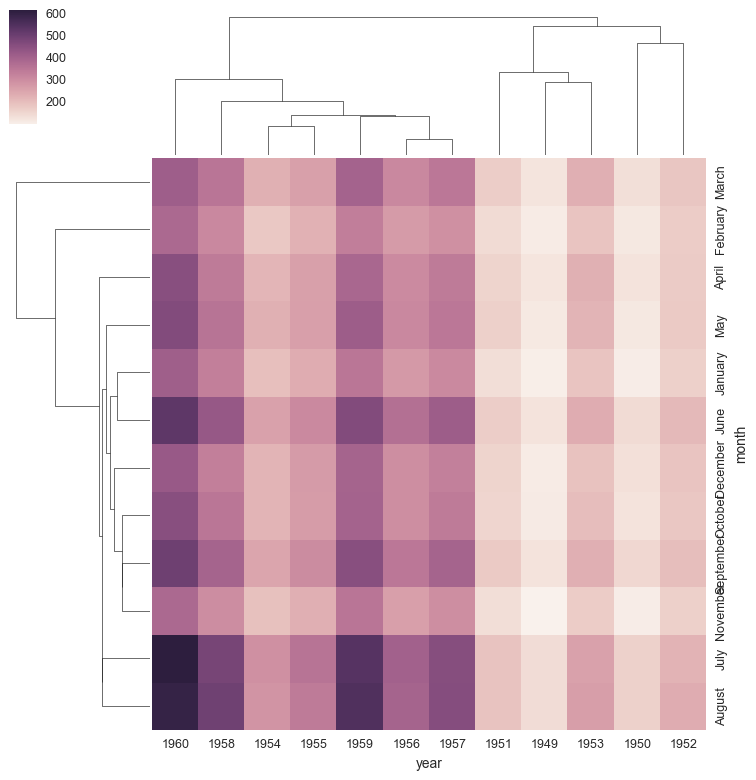 600
500
400
300
200
March
February
April
May
January
June
December
October
September
November
July
August
month
1960 1958 1954 1955 1959 1956 1957 1951 1949 1953 1950 1952
year